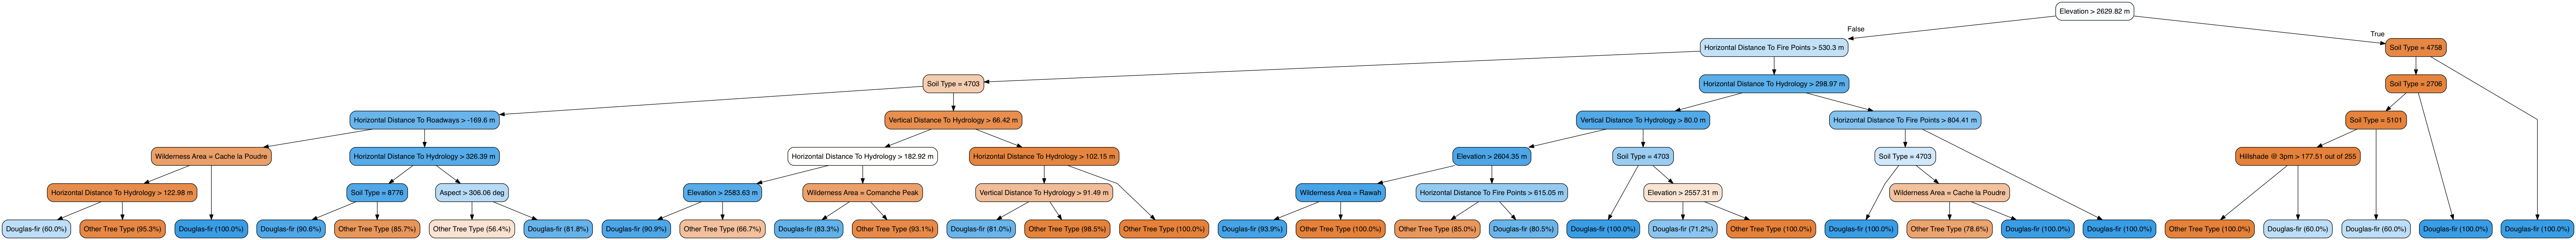 Elevation > 2629.82 m
False
True
Horizontal Distance To Fire Points > 530.3 m
Soil Type = 4758
Soil Type = 4703
Horizontal Distance To Hydrology > 298.97 m
Soil Type = 2706
Horizontal Distance To Roadways > -169.6 m
Vertical Distance To Hydrology > 66.42 m
Vertical Distance To Hydrology > 80.0 m
Horizontal Distance To Fire Points > 804.41 m
Soil Type = 5101
Wilderness Area = Cache la Poudre
Horizontal Distance To Hydrology > 326.39 m
Horizontal Distance To Hydrology > 182.92 m
Horizontal Distance To Hydrology > 102.15 m
Elevation > 2604.35 m
Soil Type = 4703
Soil Type = 4703
Hillshade @ 3pm > 177.51 out of 255
Horizontal Distance To Hydrology > 122.98 m
Soil Type = 8776
Aspect > 306.06 deg
Elevation > 2583.63 m
Wilderness Area = Comanche Peak
Vertical Distance To Hydrology > 91.49 m
Wilderness Area = Rawah
Horizontal Distance To Fire Points > 615.05 m
Elevation > 2557.31 m
Wilderness Area = Cache la Poudre
Douglas-fir (60.0%)
Other Tree Type (95.3%)
Douglas-fir (100.0%)
Douglas-fir (90.6%)
Other Tree Type (85.7%)
Other Tree Type (56.4%)
Douglas-fir (81.8%)
Douglas-fir (90.9%)
Other Tree Type (66.7%)
Douglas-fir (83.3%)
Other Tree Type (93.1%)
Douglas-fir (81.0%)
Other Tree Type (98.5%)
Other Tree Type (100.0%)
Douglas-fir (93.9%)
Other Tree Type (100.0%)
Other Tree Type (85.0%)
Douglas-fir (80.5%)
Douglas-fir (100.0%)
Douglas-fir (71.2%)
Other Tree Type (100.0%)
Douglas-fir (100.0%)
Other Tree Type (78.6%)
Douglas-fir (100.0%)
Douglas-fir (100.0%)
Other Tree Type (100.0%)
Douglas-fir (60.0%)
Douglas-fir (60.0%)
Douglas-fir (100.0%)
Douglas-fir (100.0%)